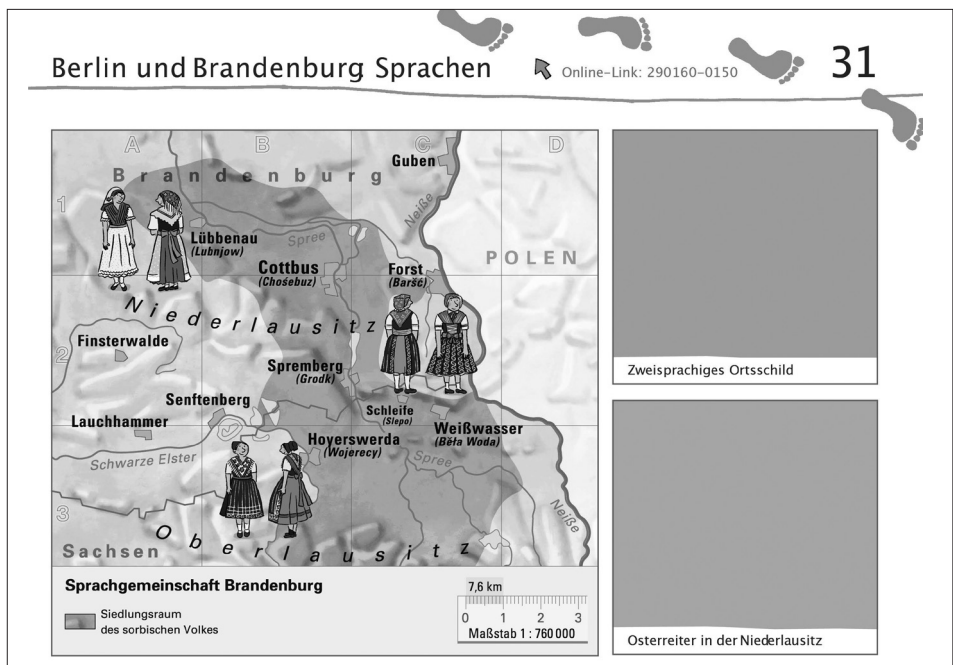 Berlin und Brandenburg Sprachen
Online-Link: 290160-0150
31
A
B
C
D
Guben
Brandenburg
1
Neiße
Lübbenau
(Lubnjow)
Spree
POLEN
Cottbus
(Chośebuz)
Forst
(Baršć)
Niederlausitz
Finsterwalde
2
Spremberg
(Grodk)
Zweisprachiges Ortsschild
Senftenberg
Schleife
(Slepo)
Lauchhammer
Weißwasser
(Běła Woda)
Hoyerswerda
(Wojerecy)
Schwarze Elster
Spree
Neiße
3
Oberlausitz
Sachsen
Sprachgemeinschaft Brandenburg
Siedlungsraum
des sorbischen Volkes
7,6 km
0 1 2 3
Maßstab 1 : 760 000
Osterreiter in der Niederlausitz